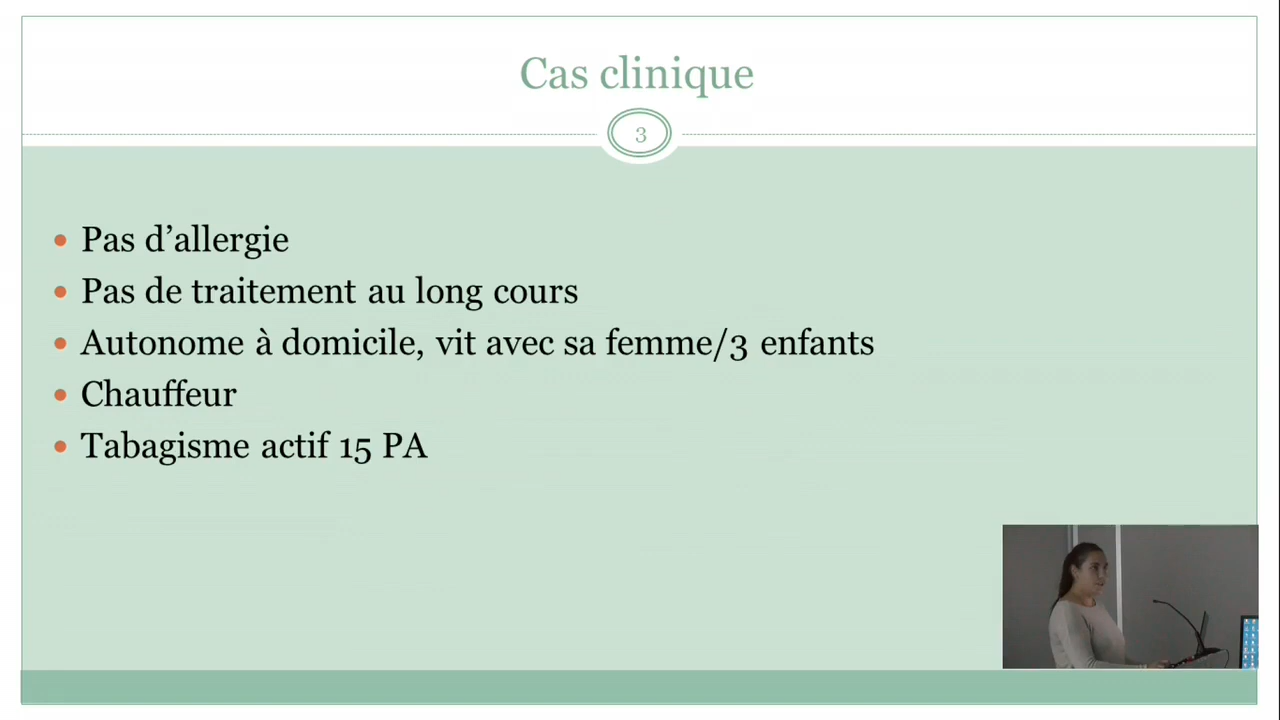 Cas clinique
3
Pas d’allergie
Pas de traitement au long cours
Autonome à domicile, vit avec sa femme/3 enfants
Chauffeur
Tabagisme actif 15 PA